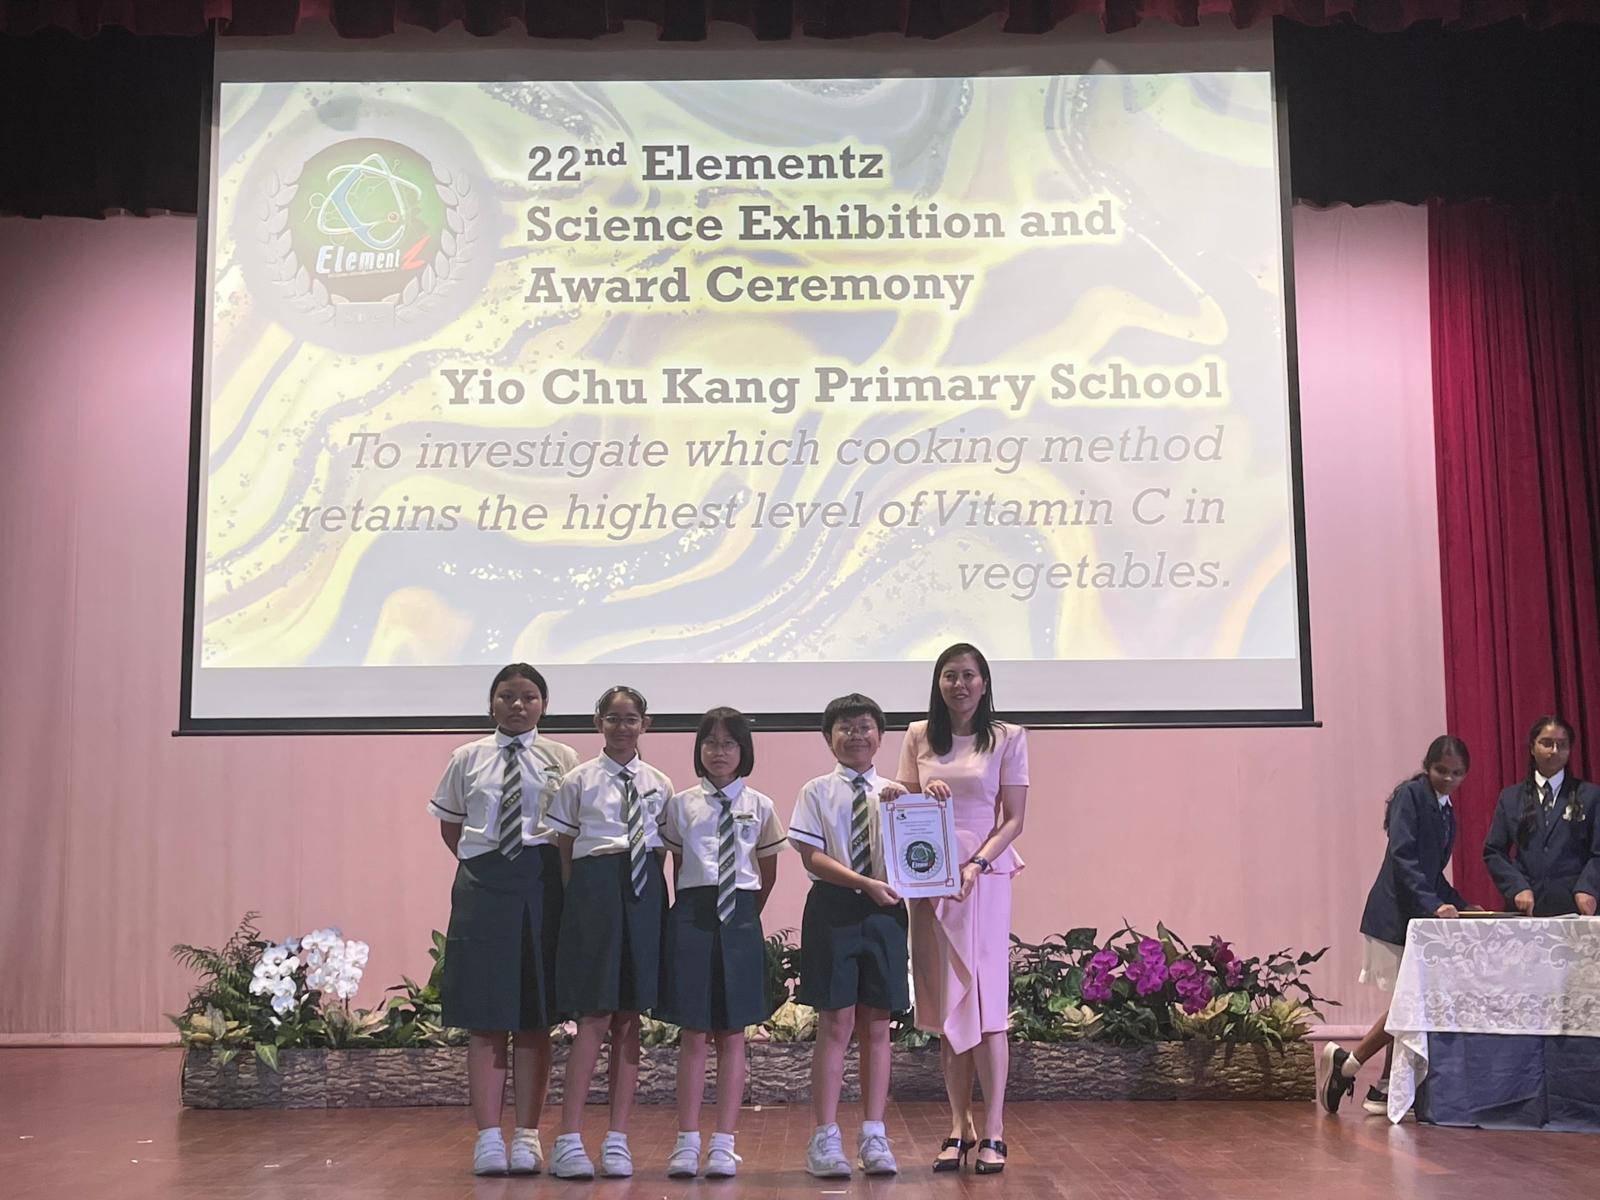 22nd Elementz
Science Exhibition and
Award Ceremony
ElementZ
Yio Chu Kang Primary School
To investigate which cooking method
retains the highest level of Vitamin C in
vegetables.